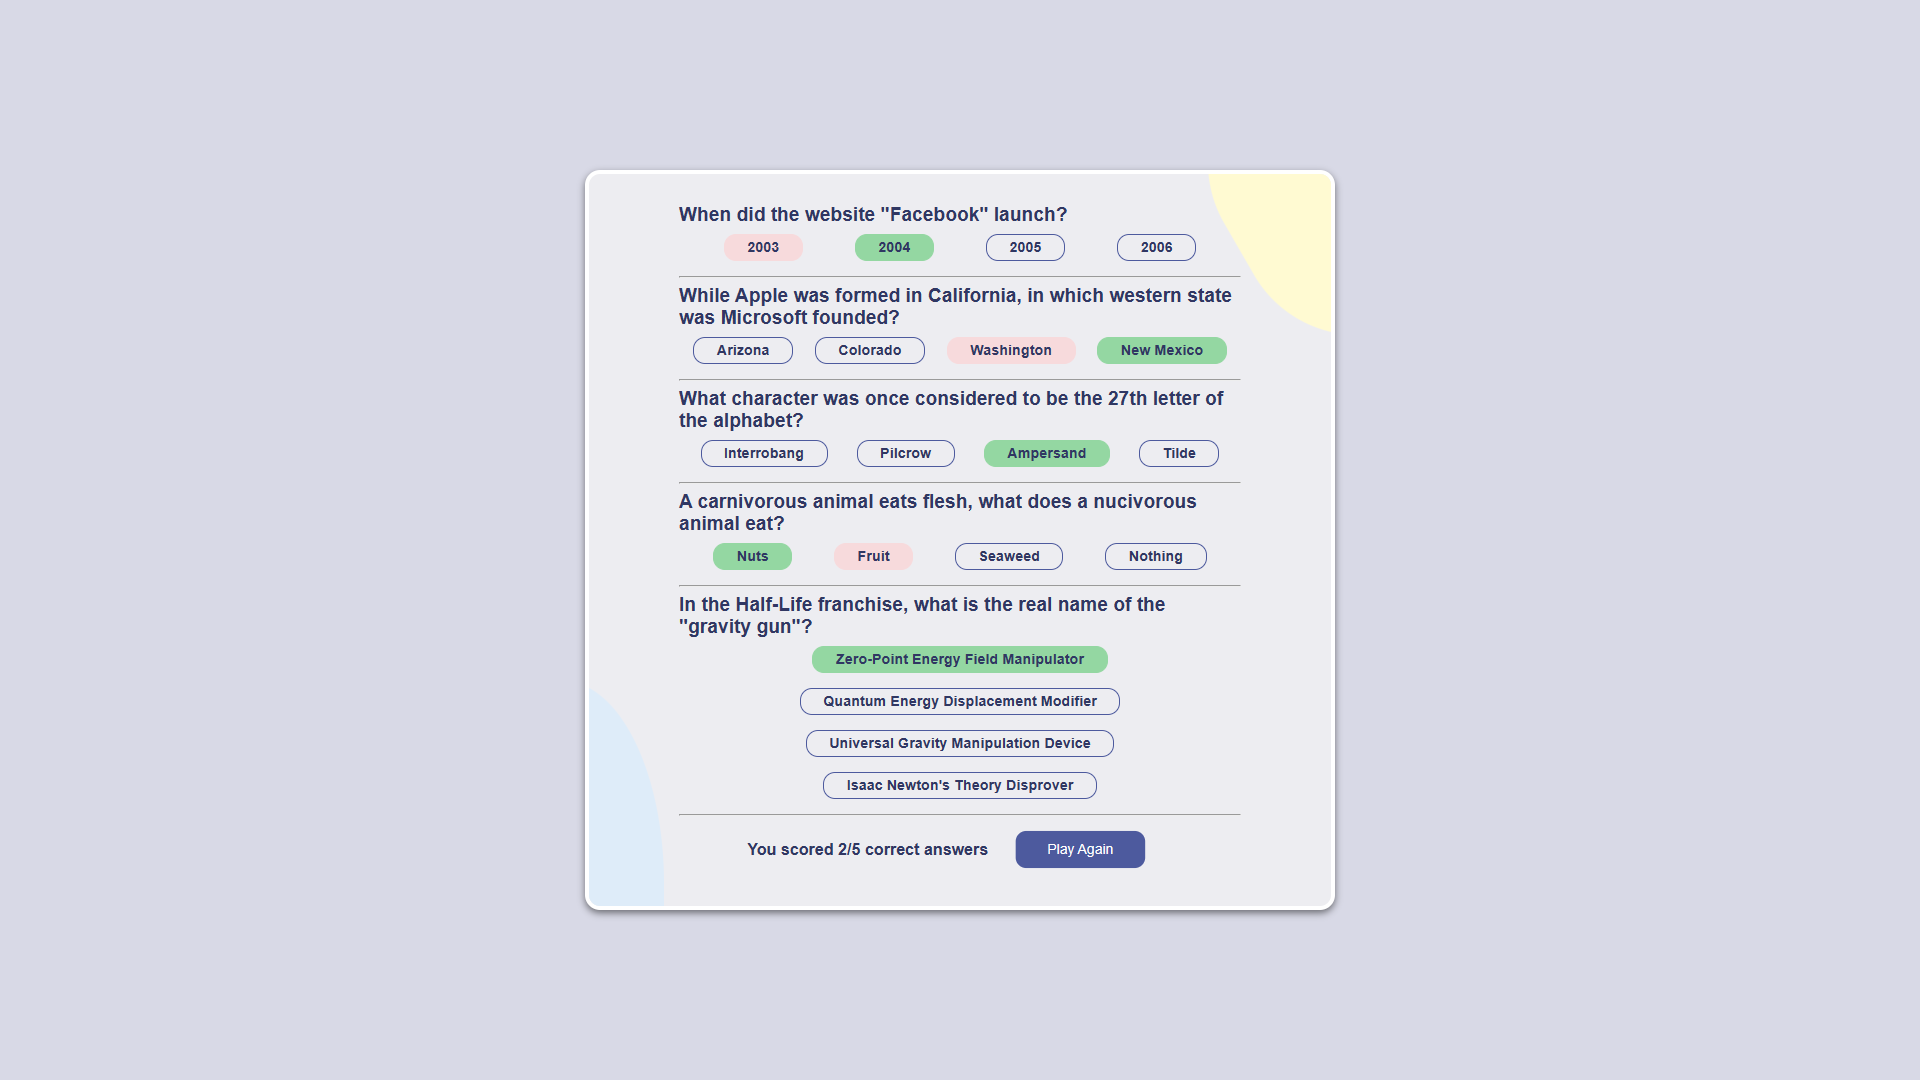 When did the website "Facebook" launch?
2003 2004 2005 2006
While Apple was formed in California, in which western state
was Microsoft founded?
Arizona Colorado Washington New Mexico
What character was once considered to be the 27th letter of
the alphabet?
Interrobang Pilcrow Ampersand Tilde
A carnivorous animal eats flesh, what does a nucivorous
animal eat?
Nuts Fruit Seaweed Nothing
In the Half-Life franchise, what is the real name of the
"gravity gun"?
Zero-Point Energy Field Manipulator
Quantum Energy Displacement Modifier
Universal Gravity Manipulation Device
Isaac Newton's Theory Disprover
You scored 2/5 correct answers Play Again